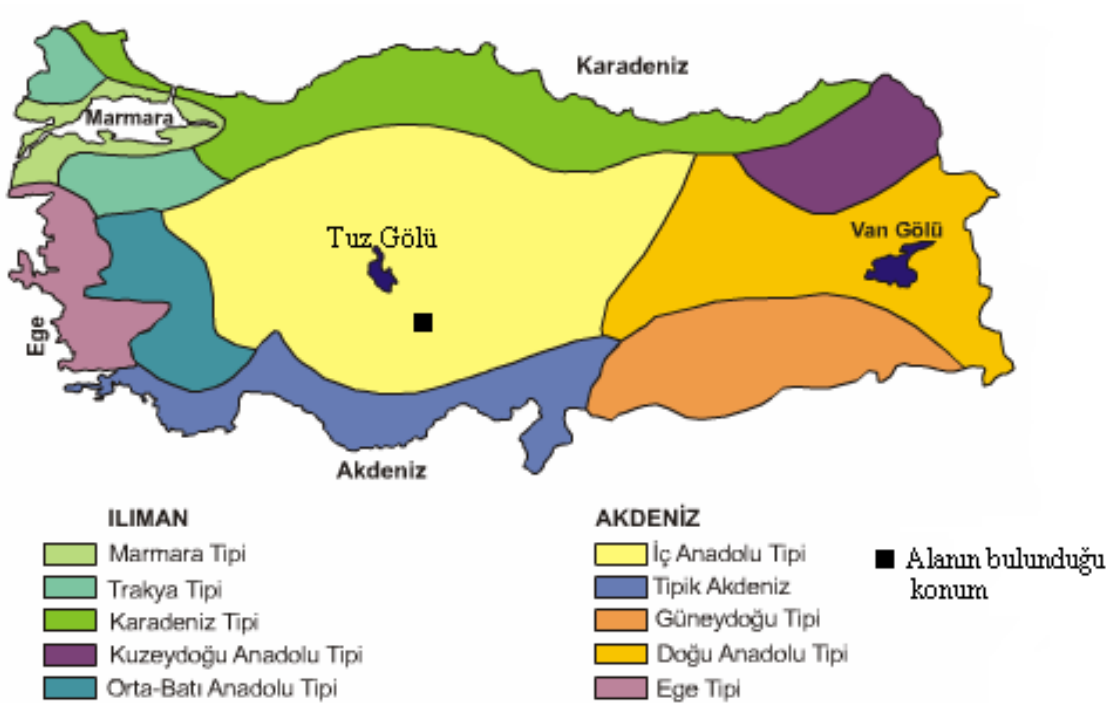 Karadeniz
Marmara
Tuz Gölü
Van Gölü
Ege
Akdeniz
ILIMAN
Marmara Tipi
Trakya Tipi
Karadeniz Tipi
Kuzeydoğu Anadolu Tipi
Orta-Batı Anadolu Tipi
AKDENİZ
İç Anadolu Tipi
Tipik Akdeniz
Güneydoğu Tipi
Doğu Anadolu Tipi
Ege Tipi
Alanın bulunduğu
konum